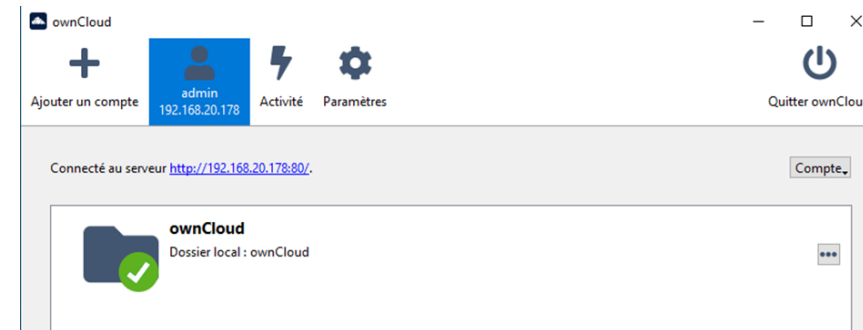 ownCloud
Ajouter un compte
admin
192.168.20.178
Activité
Paramètres
Quitter ownClou
Connecté au serveur http://192.168.20.178:80/.
Compte
ownCloud
Dossier local : ownCloud